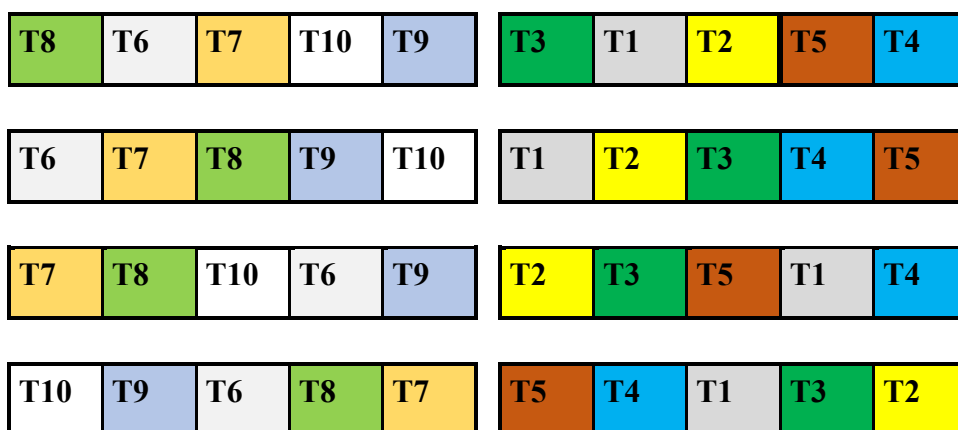 T8 T6 T7 T10 T9 T3 T1 T2 T5 T4
T6 T7 T8 T9 T10 T1 T2 T3 T4 T5
T7 T8 T10 T6 T9 T2 T3 T5 T1 T4
T10 T9 T6 T8 T7 T5 T4 T1 T3 T2